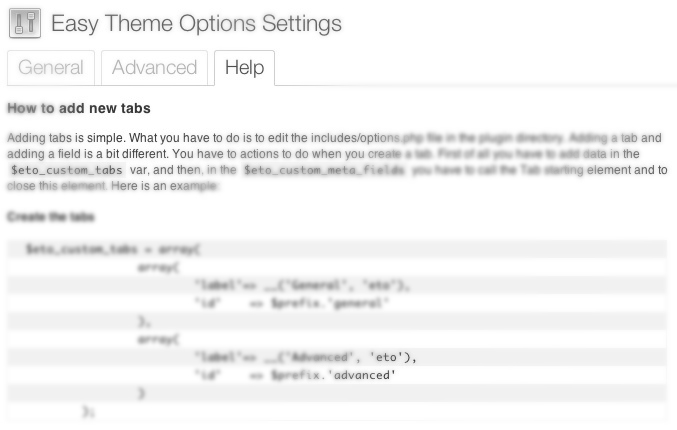 Easy Theme Options Settings
General Advanced Help
How to add new tabs
Adding tabs is simple. What you have to do is to edit the includes/options.php file in the plugin directory. Adding a tab and
adding a field is a bit different. You have to actions to do when you create a tab. First of all you have to add data in the
$eto_custom_tabs var, and then, in the $eto_custom_meta_fields you have to call the Tab starting element and to
close this element. Here is an example:
Create the tabs
$eto_custom_tabs = array(
array(
'label'=> __('General', 'eto'),
'id' => $prefix.'general'
),
array(
'label'=> __('Advanced', 'eto'),
'id' => $prefix.'advanced'
)
);